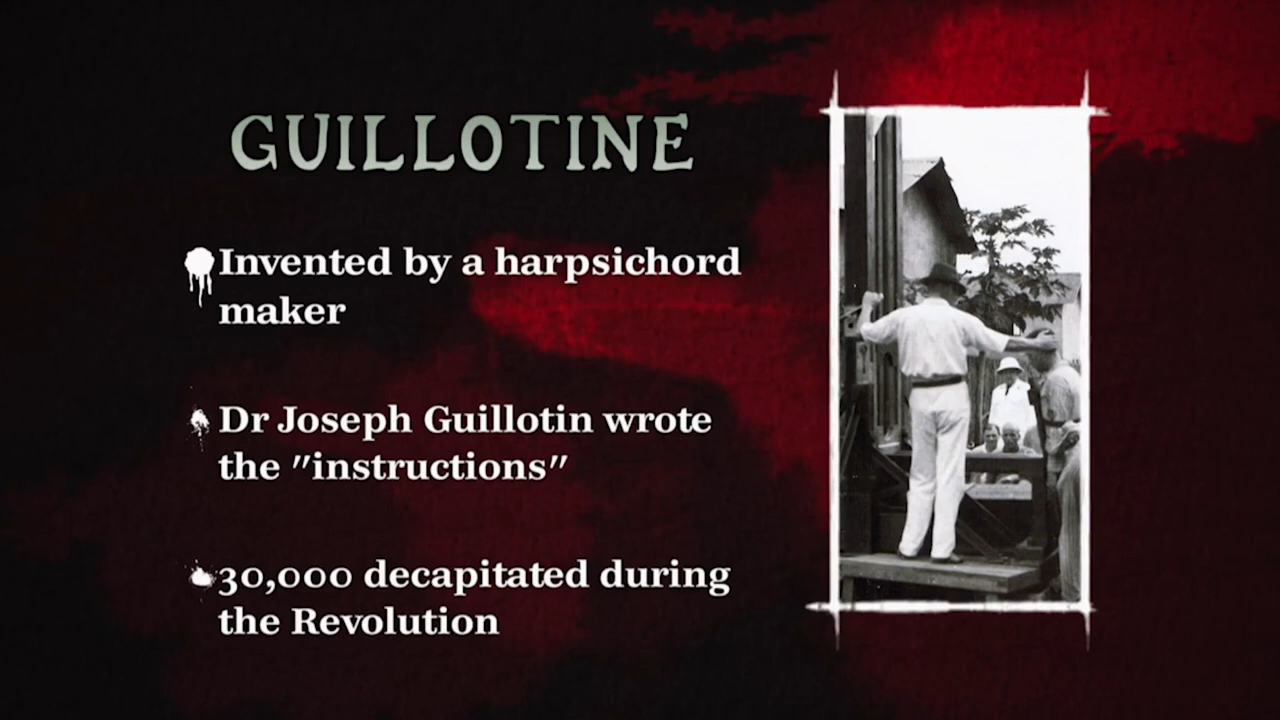 GUILLOTINE
Invented by a harpsichord
maker
Dr Joseph Guillotin wrote
the "instructions"
30,000 decapitated during
the Revolution